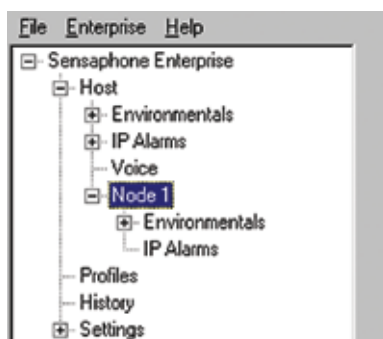 File Enterprise Help
Sensaphone Enterprise
Host
Environmentals
IP Alarms
Voice
Node 1
Environmentals
IP Alarms
Profiles
History
Settings